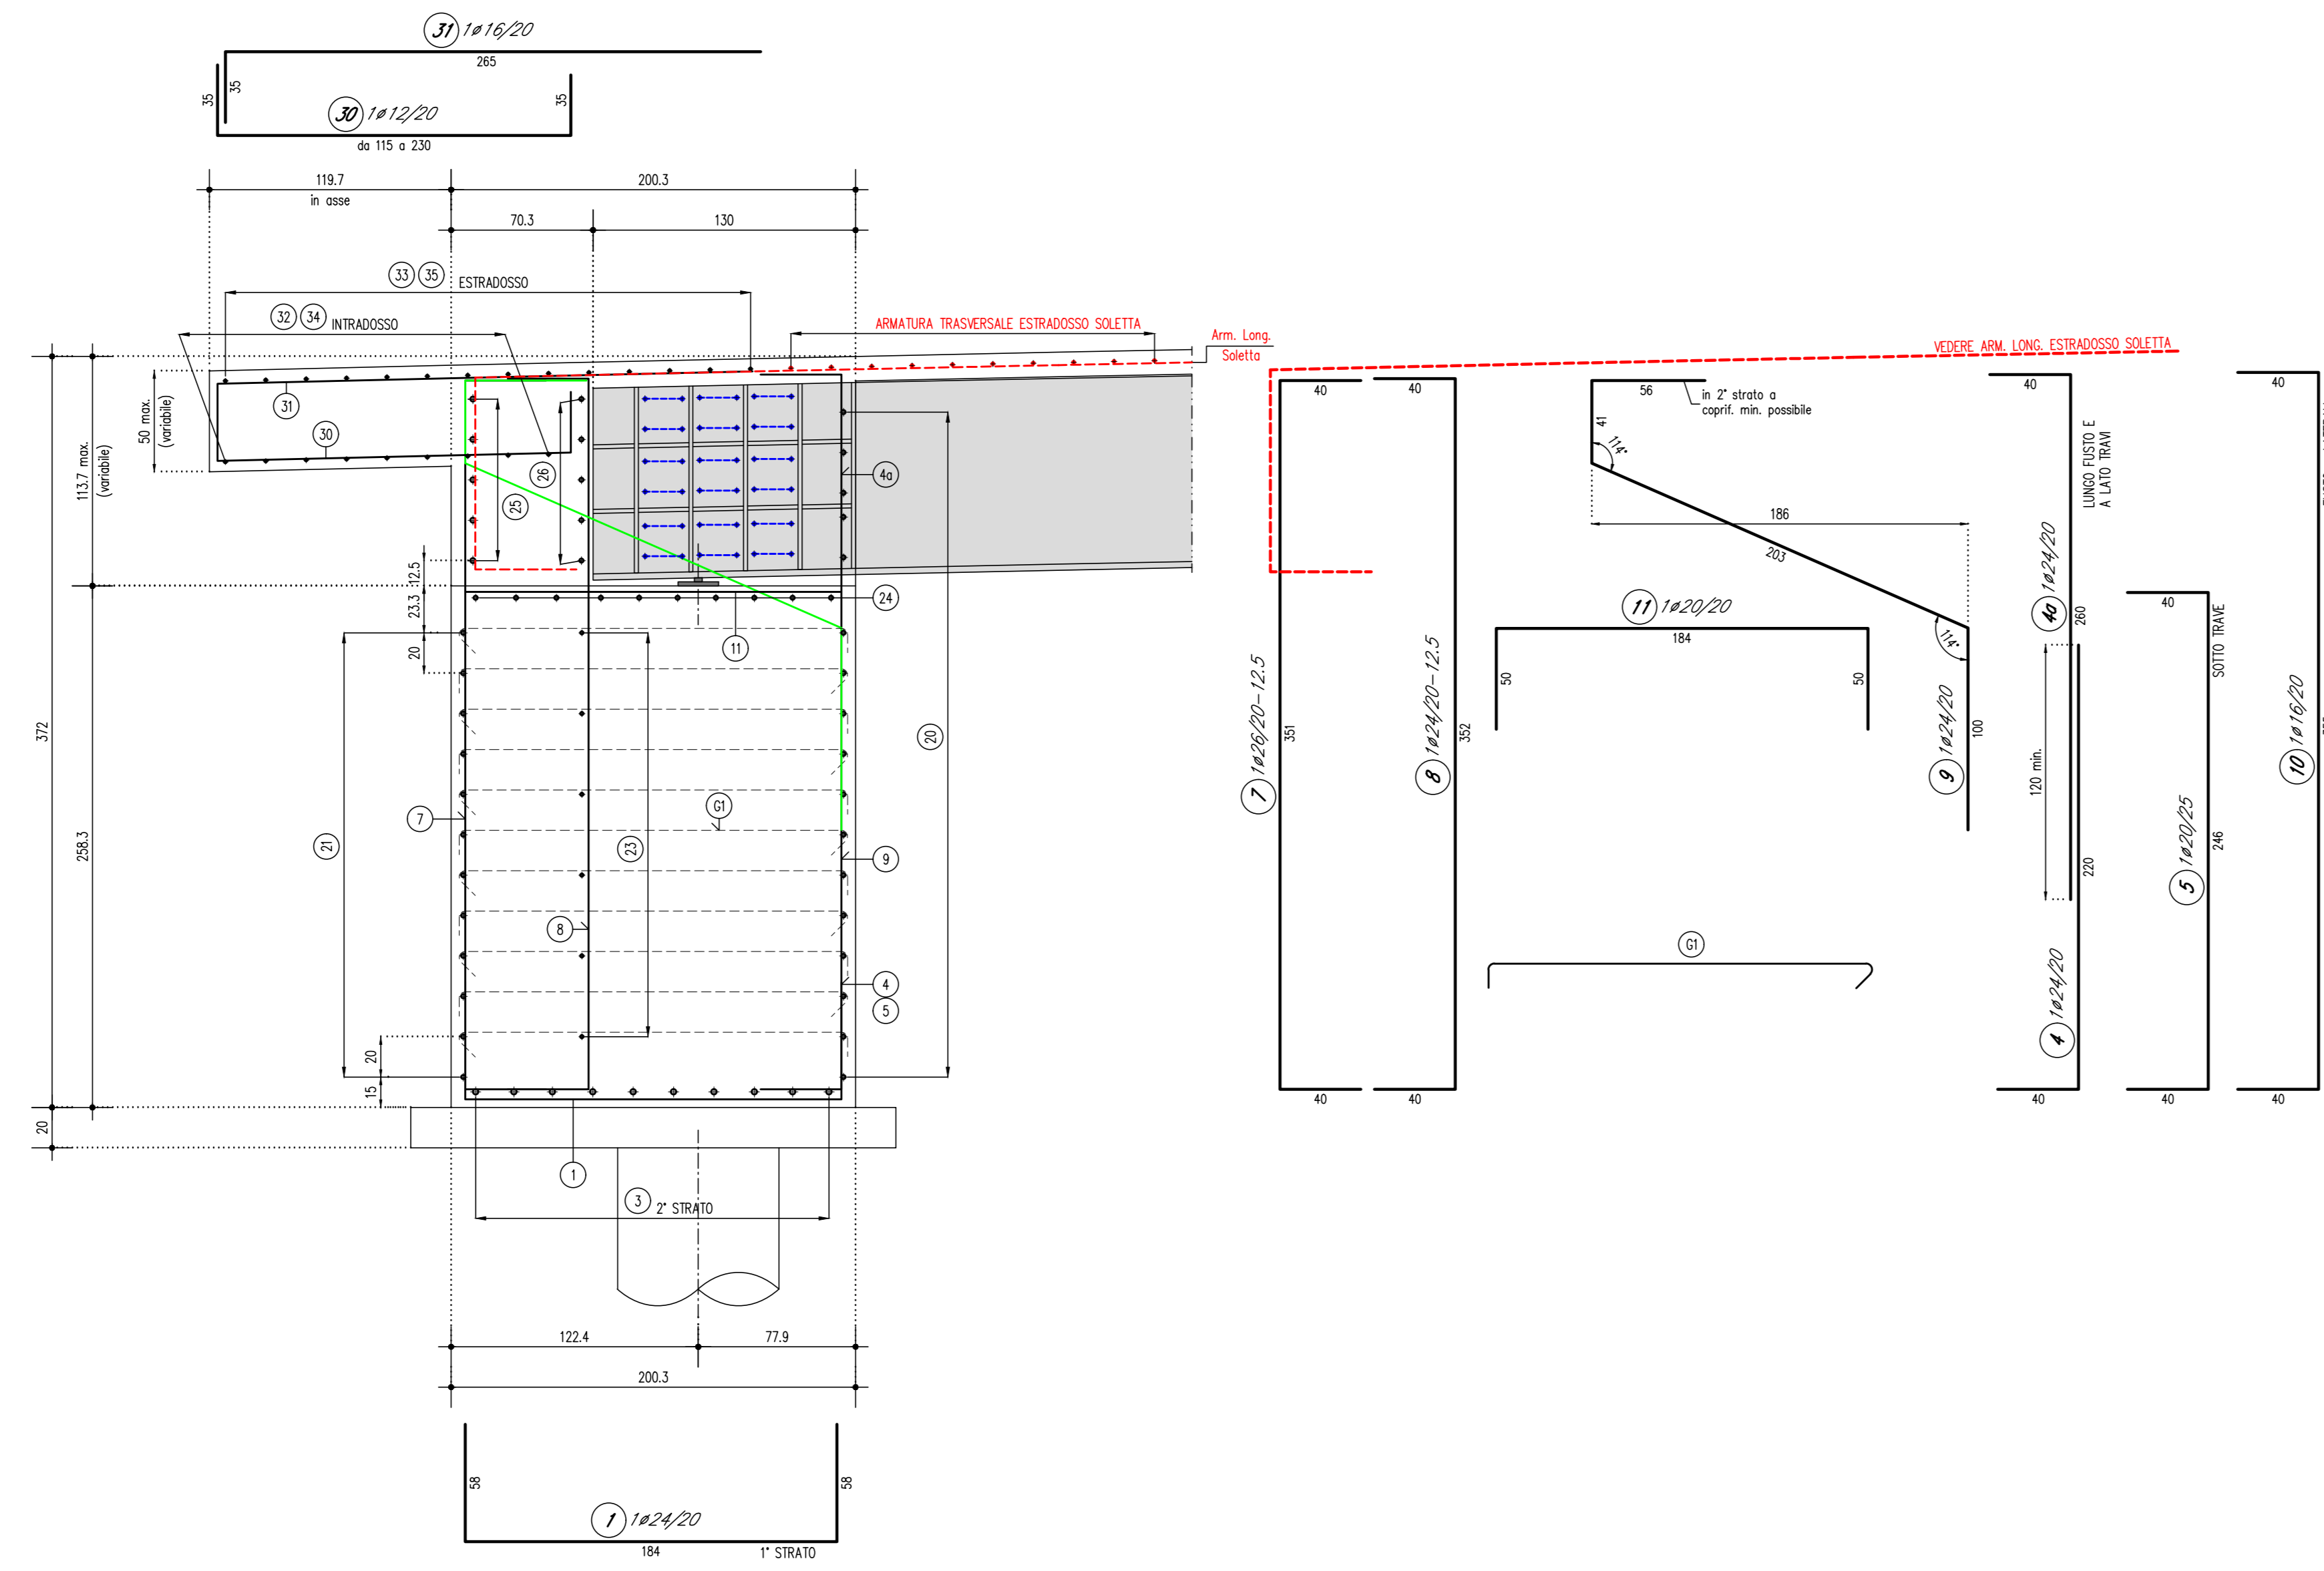 31 1ø16/20
265
35
35
30 1ø12/20
35
da 115 a 230
119.7
in asse
200.3
70.3
130
33 35 ESTRADOSSO
32 34 INTRADOSSO
ARMATURA TRASVERSALE ESTRADOSSO SOLETTA
Arm. Long.
Soletta
VEDERE ARM. LONG. ESTRADOSSO SOLETTA
50 max.
(variabile)
113.7 max.
(variabile)
31
30
26
25
4a
12.5
23.3
20
24
11
372
258.3
21
23
20
7
G1
9
8
4
5
20
15
20
1
3 2° STRATO
122.4
77.9
200.3
58
58
1 1ø24/20
184
1° STRATO
40
7 1ø26/20-12.5
351
40
40
8 1ø24/20-12.5
352
40
56
in 2° strato a
coprif. min. possibile
41
114°
186
203
114°
9 1ø24/20
100
11 1ø20/20
184
50
50
G1
40
LUNGO FUSTO E
A LATO TRAVI
4a 1ø24/20
260
120 min.
220
4 1ø24/20
40
40
SOTTO TRAVE
5 1ø20/25
246
40
40
10 1ø16/20
40